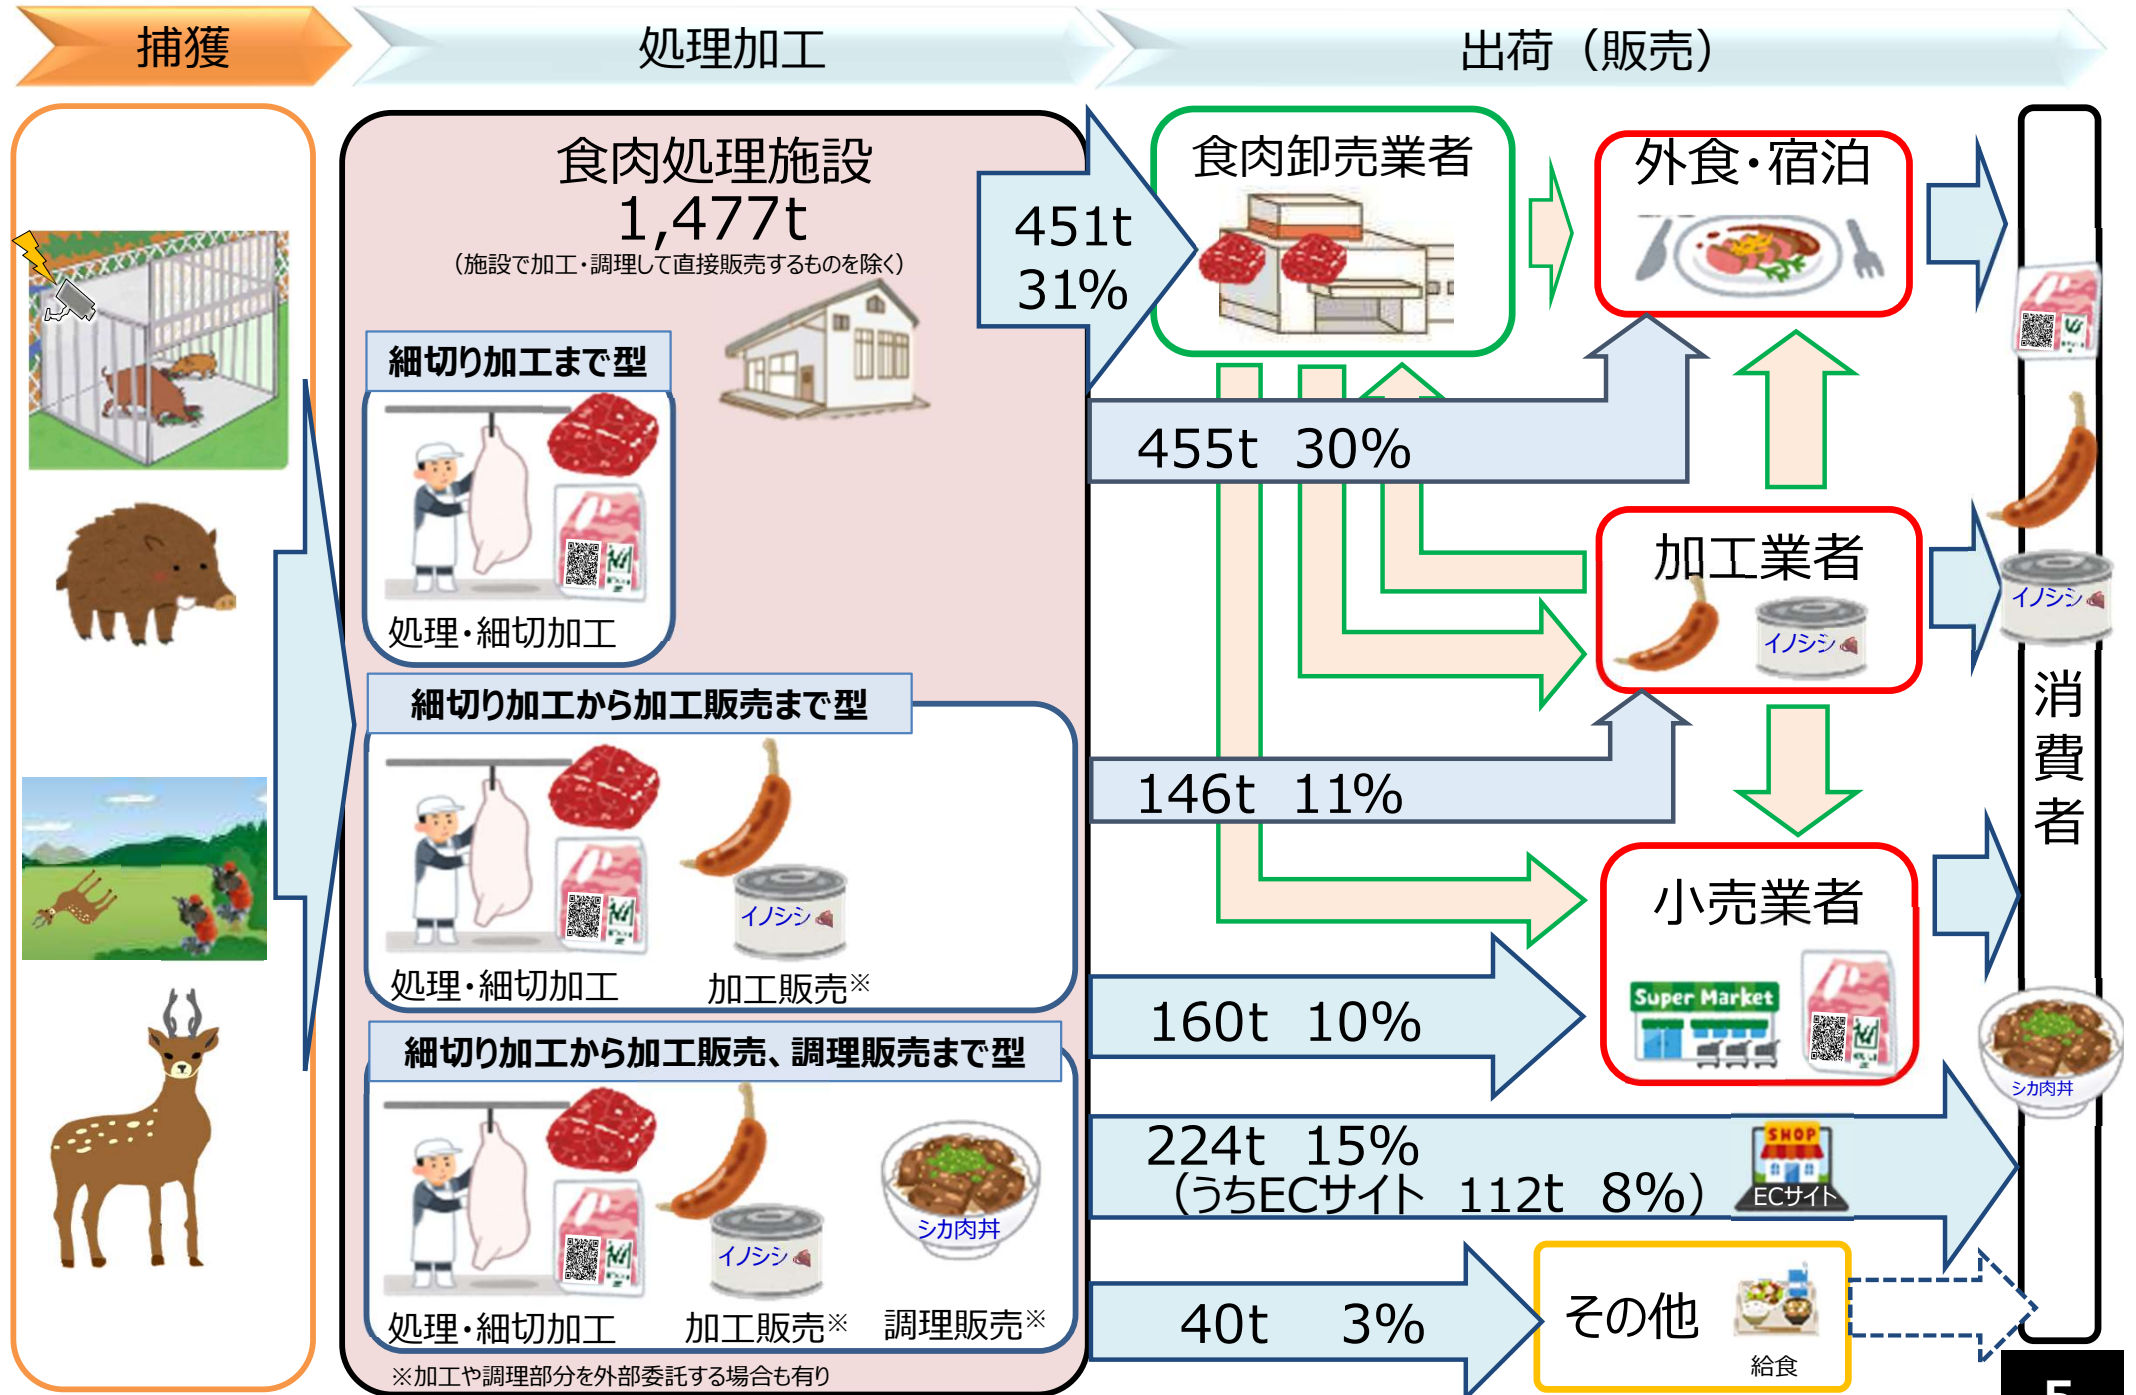 捕獲
処理加工
出荷（販売）
食肉処理施設
1,477t
（施設で加工・調理して直接販売するものを除く）
細切り加工まで型
処理・細切加工
細切り加工から加工販売まで型
イノシシ
処理・細切加工
加工販売※
細切り加工から加工販売、調理販売まで型
イノシシ
シカ肉丼
処理・細切加工
加工販売※
調理販売※
※加工や調理部分を外部委託する場合も有り
451t
31%
食肉卸売業者
外食・宿泊
455t 30%
加工業者
イノシシ
146t 11%
小売業者
Super Market
160t 10%
224t 15%
（うちECサイト 112t 8%）
SHOP
ECサイト
40t 3%
その他
給食
イノシシ
消費者
シカ肉丼